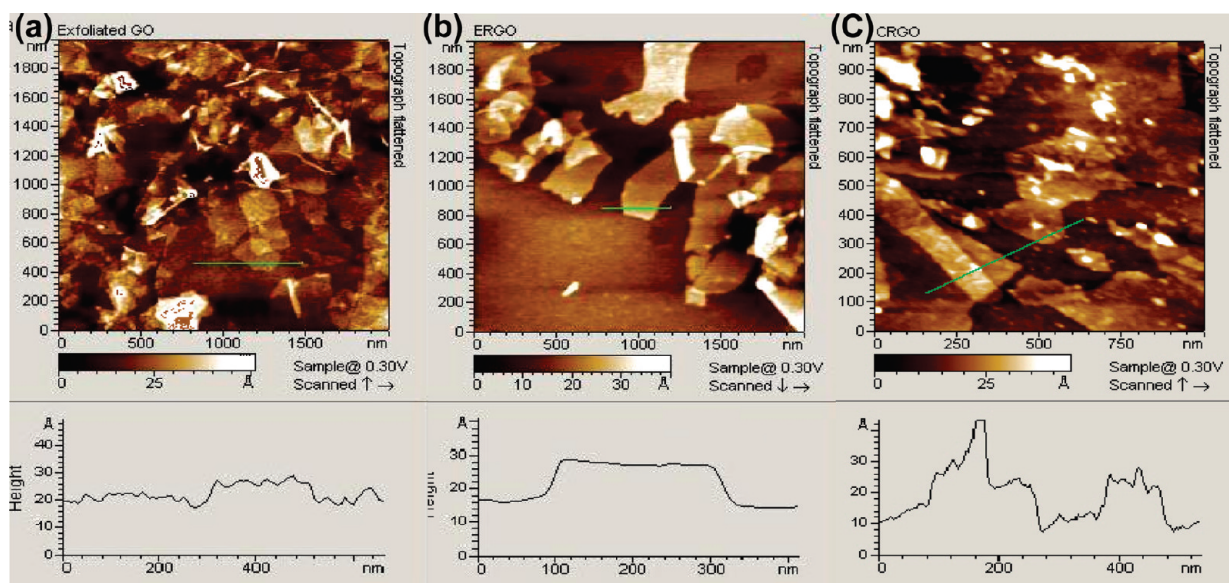 (a) Exfoliated GO
nm
1800
1600
1400
1200
1000
800
600
400
200
0
0 500 1000 1500 nm
Topograph flattened
0 25 Å
Sample@ 0.30V
Scanned ↑ →
Å
40
30
20
10
0
Height
0 200 400 nm
(b) ERGO
nm
1800
1600
1400
1200
1000
800
600
400
200
0
0 500 1000 1500 nm
Topograph flattened
0 10 20 30 Å
Sample@ 0.30V
Scanned ↓ →
Å
30
20
10
0
Height
0 100 200 300 nm
(C) CRGO
nm
900
800
700
600
500
400
300
200
100
0
0 250 500 750 nm
Topograph flattened
0 25 Å
Sample@ 0.30V
Scanned ↑ →
Å
30
20
10
0
0 200 400 nm